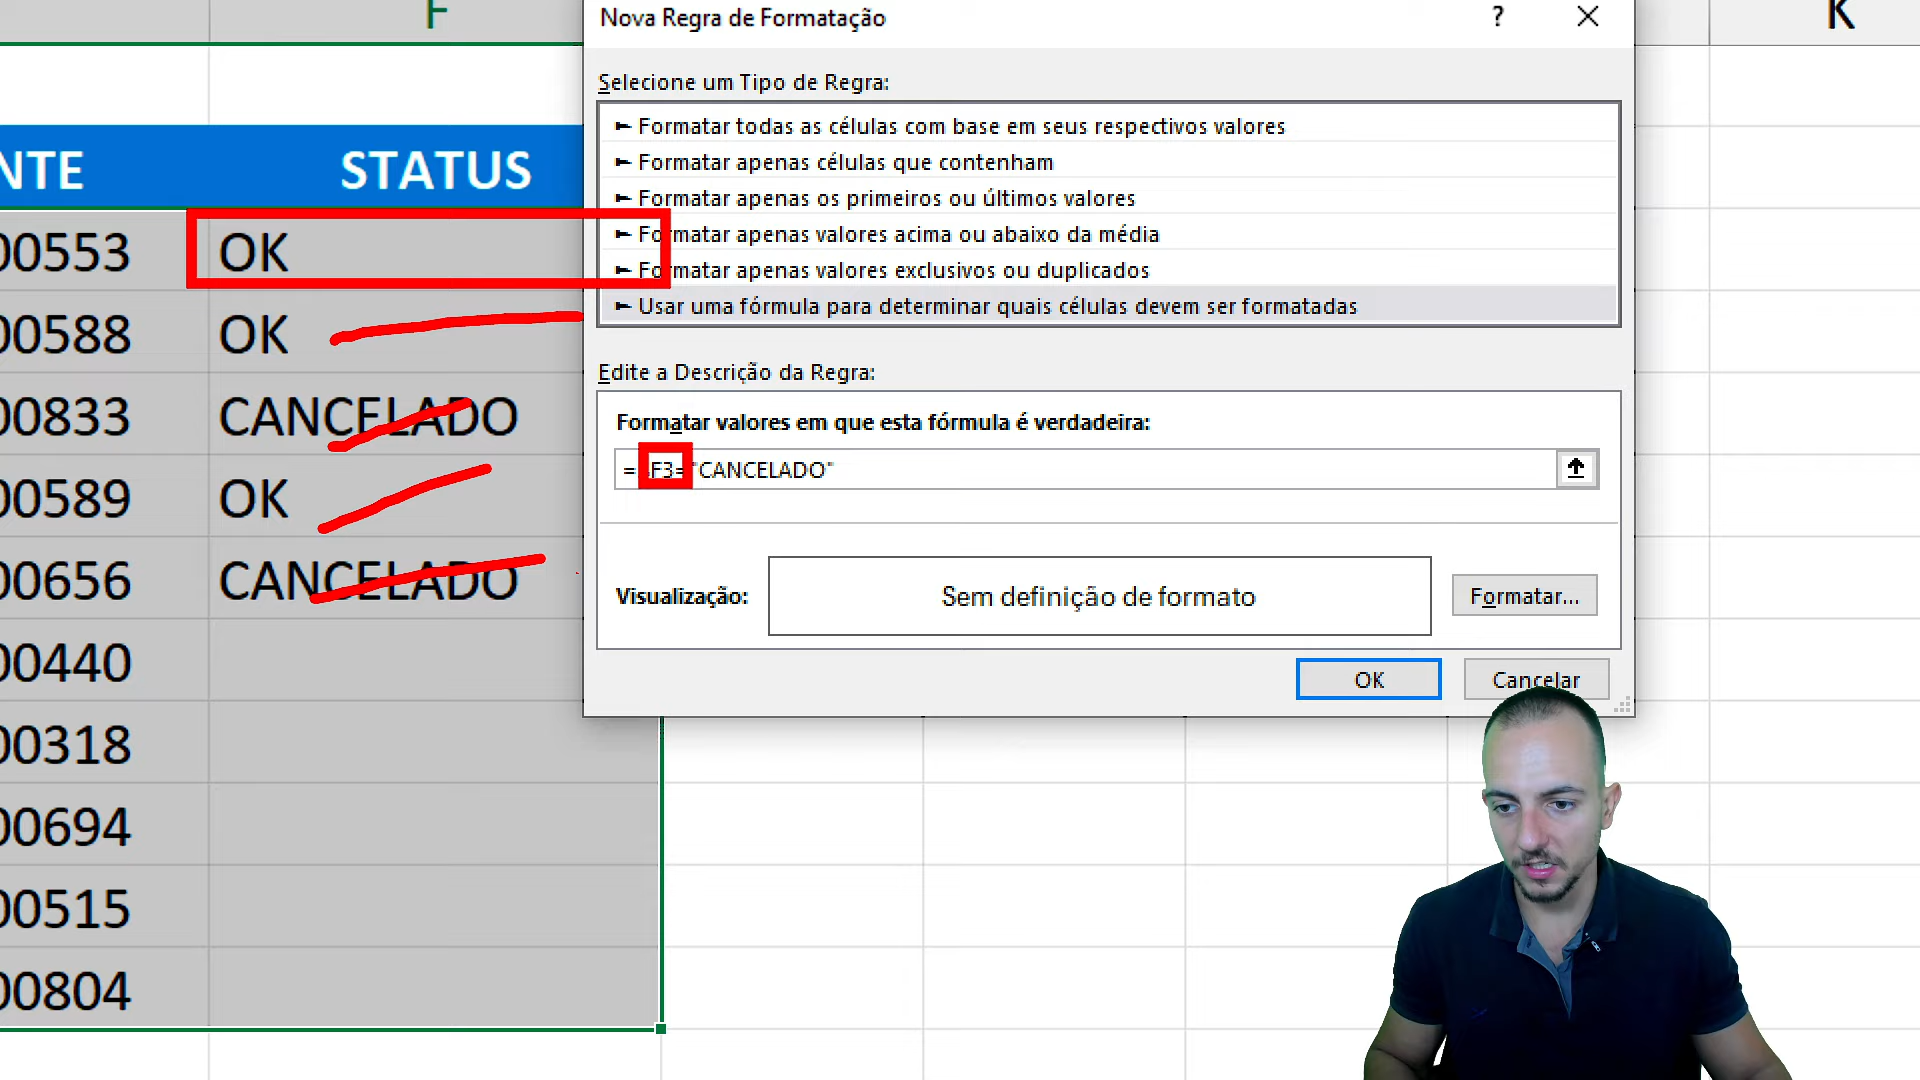 F
K
Nova Regra de Formatação
?
Selecione um Tipo de Regra:
Formatar todas as células com base em seus respectivos valores
Formatar apenas células que contenham
Formatar apenas os primeiros ou últimos valores
Formatar apenas valores acima ou abaixo da média
Formatar apenas valores exclusivos ou duplicados
Usar uma fórmula para determinar quais células devem ser formatadas
Edite a Descrição da Regra:
Formatar valores em que esta fórmula é verdadeira:
=$F3="CANCELADO"
Visualização:
Sem definição de formato
Formatar...
OK
Cancelar
NTE STATUS
00553 OK
00588 OK
00833 CANCELADO
00589 OK
00656 CANCELADO
00440
00318
00694
00515
00804